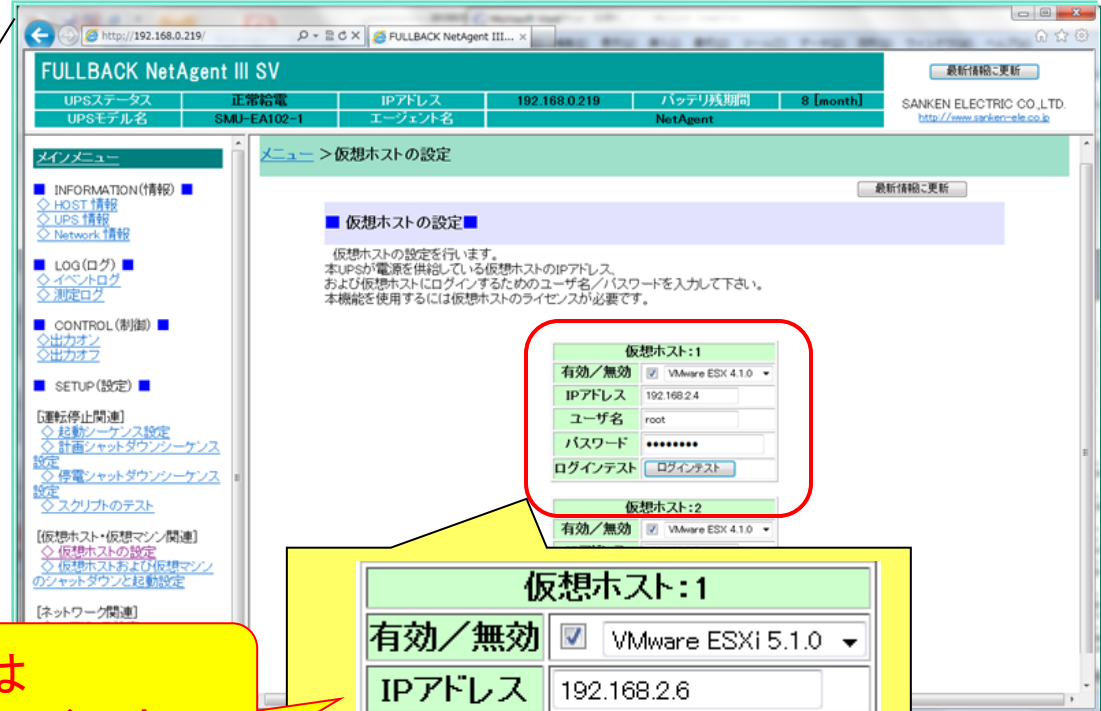 http://192.168.0.219/
FULLBACK NetAgent III... ×
FULLBACK NetAgent III SV
最新情報に更新
UPSステータス 正常給電 IPアドレス 192.168.0.219 バッテリ残期間 8 [month]
UPSモデル名 SMU-EA102-1 エージェント名 NetAgent
SANKEN ELECTRIC CO.,LTD.
http://www.sanken-ele.co.jp
メインメニュー
■ INFORMATION(情報) ■
◇ HOST 情報
◇ UPS 情報
◇ Network 情報
■ LOG(ログ) ■
◇ イベントログ
◇ 測定ログ
■ CONTROL(制御) ■
◇出力オン
◇出力オフ
■ SETUP(設定) ■
[運転停止関連]
◇ 起動シーケンス設定
◇ 計画シャットダウンシーケンス
設定
◇ 停電シャットダウンシーケンス
設定
◇ スクリプトのテスト
[仮想ホスト・仮想マシン関連]
◇ 仮想ホストの設定
◇ 仮想ホストおよび仮想マシン
のシャットダウンと起動設定
[ネットワーク関連]
メニュー >仮想ホストの設定
最新情報に更新
■ 仮想ホストの設定■
仮想ホストの設定を行います。
本UPSが電源を供給している仮想ホストのIPアドレス、
および仮想ホストにログインするためのユーザ名/パスワードを入力して下さい。
本機能を使用するには仮想ホストのライセンスが必要です。
仮想ホスト:1
有効/無効 VMware ESX 4.1.0
IPアドレス 192.168.2.4
ユーザ名 root
パスワード ••••••••
ログインテスト ログインテスト
仮想ホスト:2
有効/無効 VMware ESX 4.1.0
仮想ホスト:1
有効/無効 VMware ESXi 5.1.0
IPアドレス 192.168.2.6
は